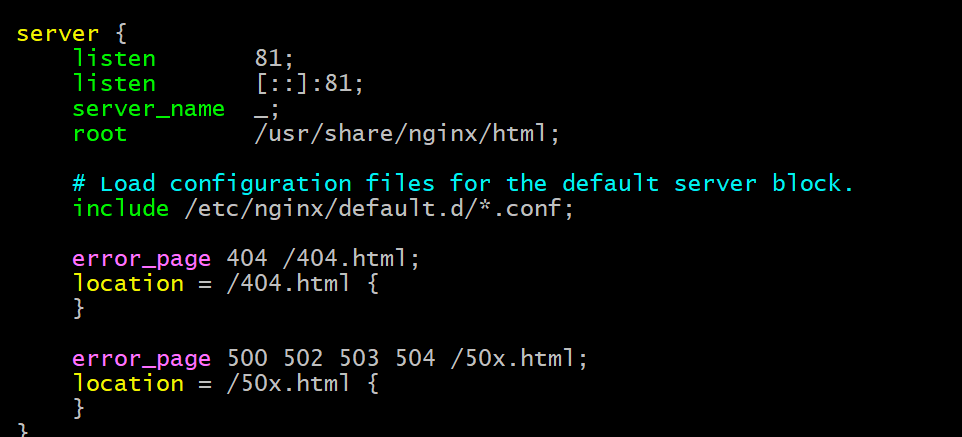 server {
    listen       81;
    listen       [::]:81;
    server_name  _;
    root         /usr/share/nginx/html;

    # Load configuration files for the default server block.
    include /etc/nginx/default.d/*.conf;

    error_page 404 /404.html;
    location = /404.html {
    }

    error_page 500 502 503 504 /50x.html;
    location = /50x.html {
    }
}